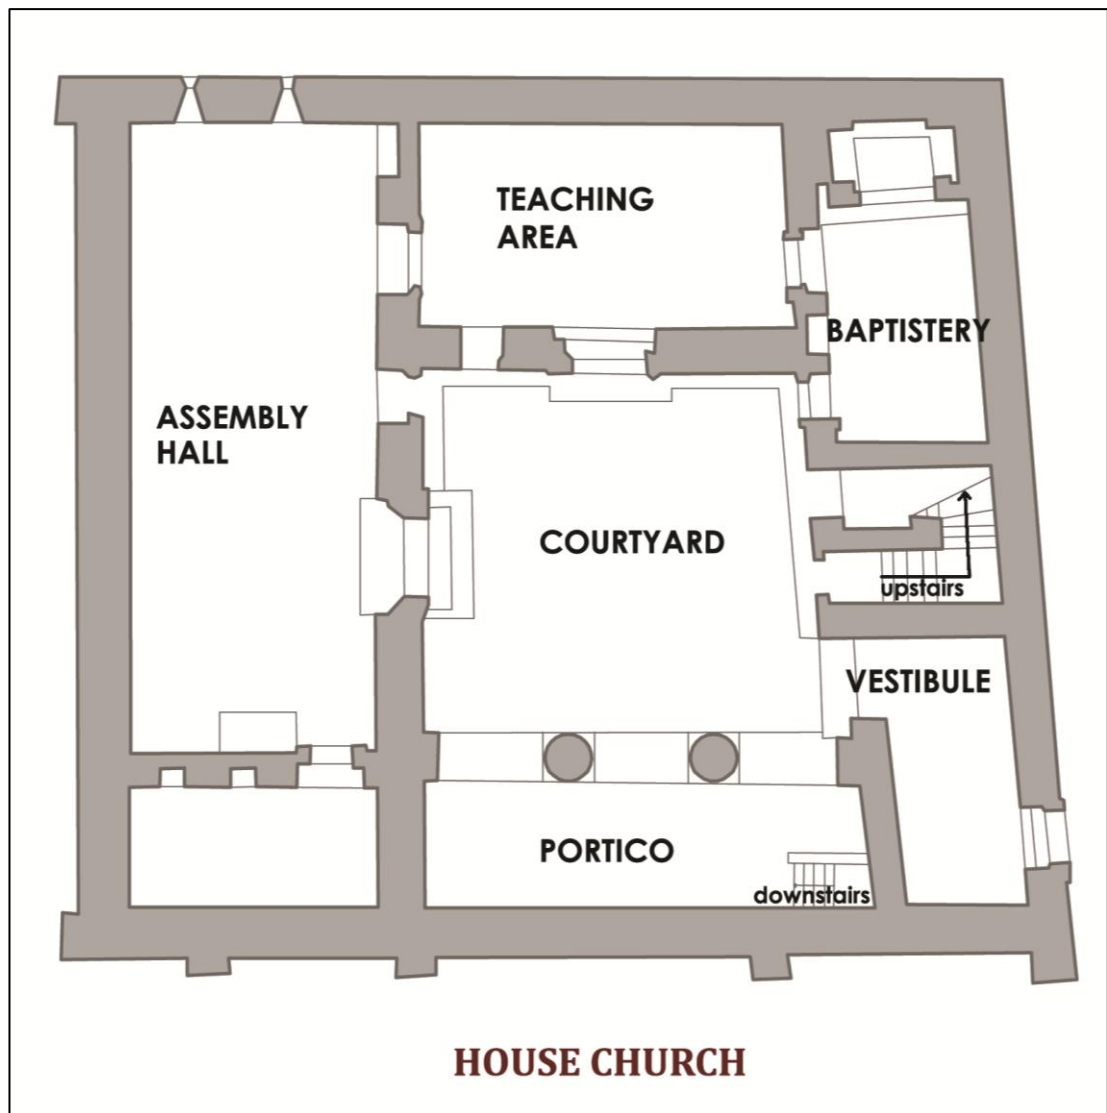 TEACHING
AREA
BAPTISTERY
ASSEMBLY
HALL
COURTYARD
upstairs
VESTIBULE
PORTICO
downstairs
HOUSE CHURCH